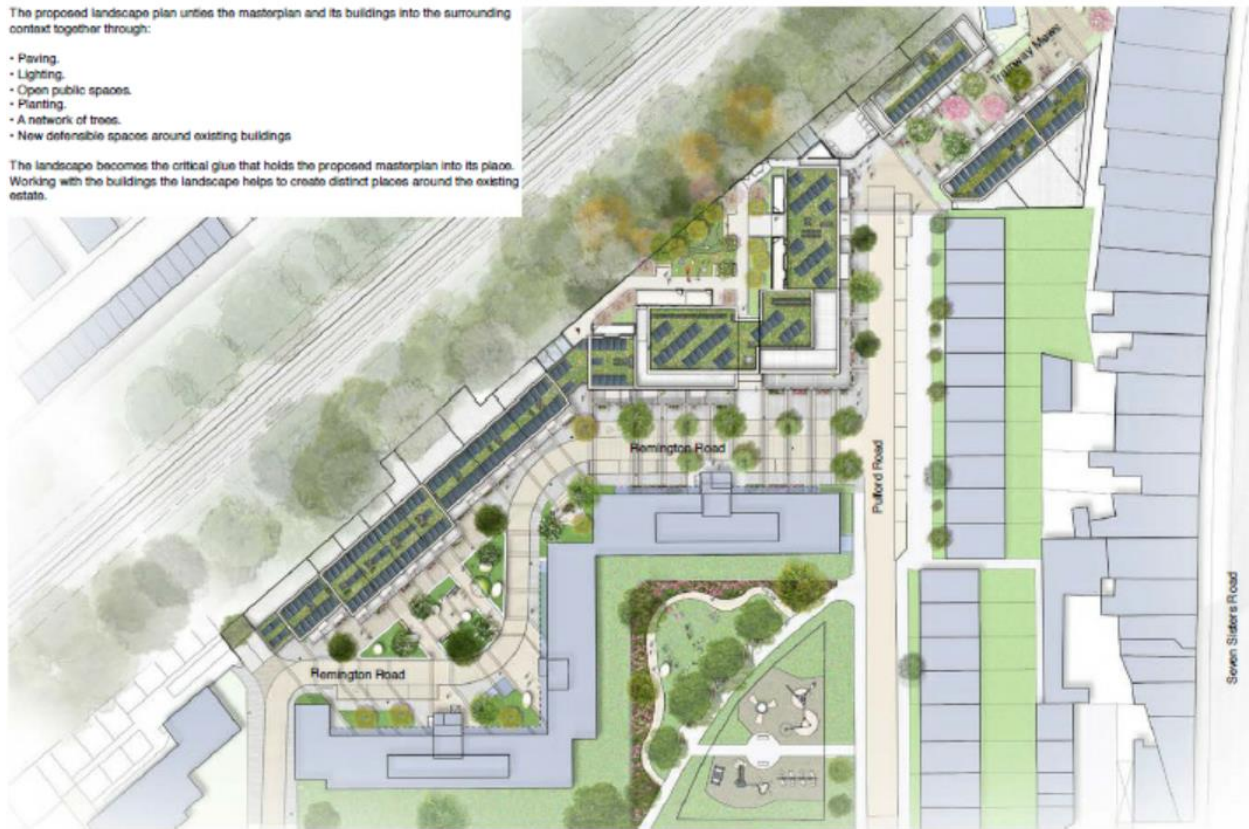 The proposed landscape plan unties the masterplan and its buildings into the surrounding
context together through:
• Paving.
• Lighting.
• Open public spaces.
• Planting.
• A network of trees.
• New defensible spaces around existing buildings
The landscape becomes the critical glue that holds the proposed masterplan into its place.
Working with the buildings the landscape helps to create distinct places around the existing
estate.
Tramway Mews
Remington Road
Pulford Road
Seven Sisters Road
Remington Road